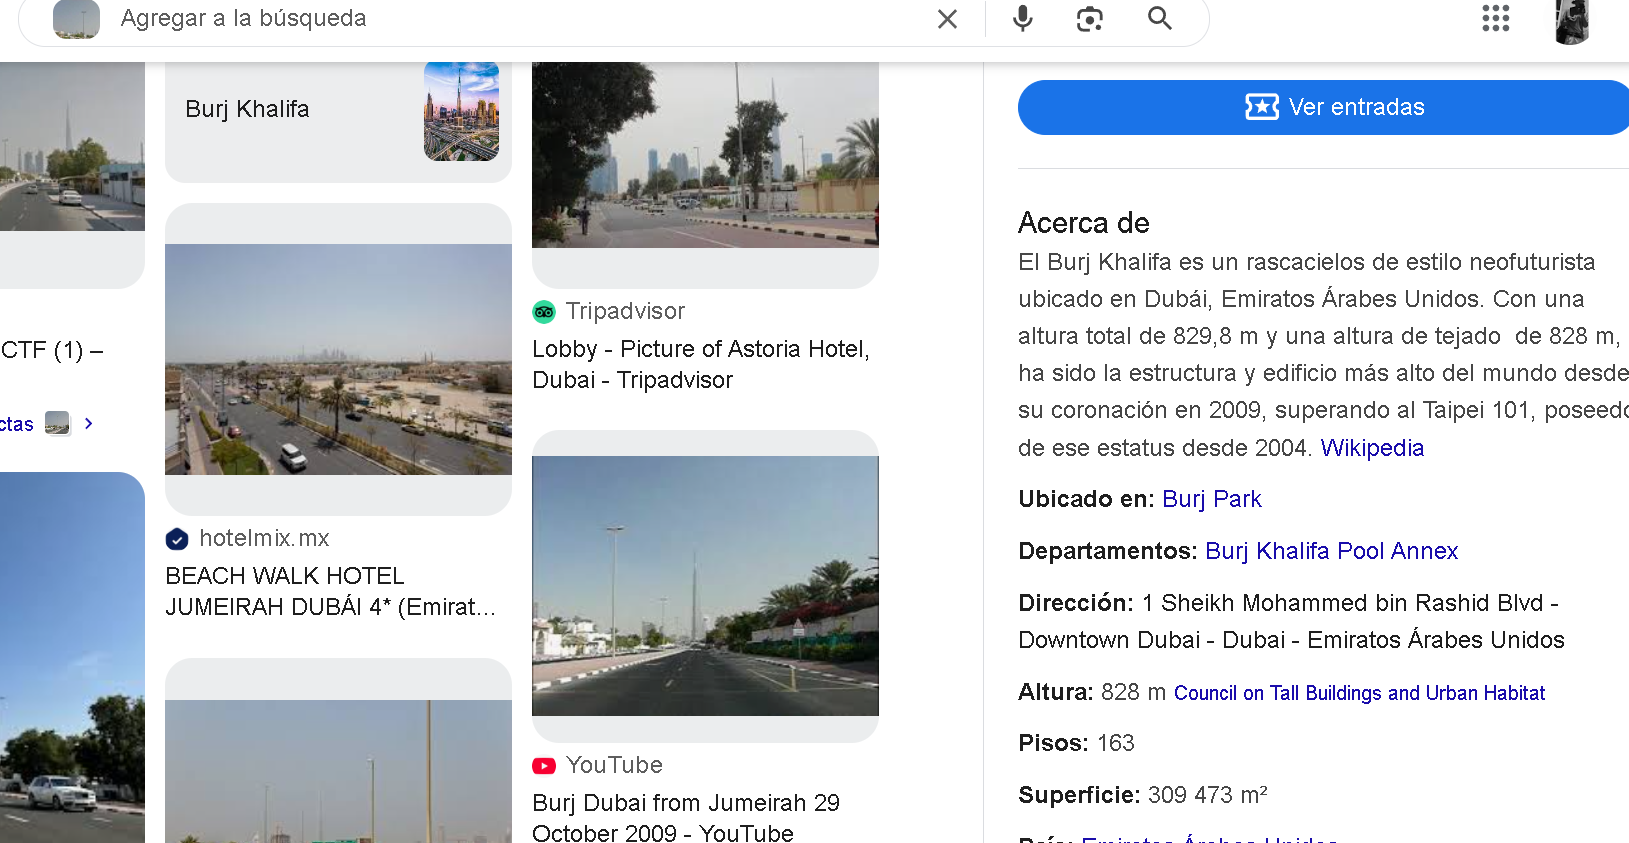 Agregar a la búsqueda
Burj Khalifa
CTF (1) –
ctas
hotelmix.mx
BEACH WALK HOTEL
JUMEIRAH DUBÁI 4* (Emirat...
Tripadvisor
Lobby - Picture of Astoria Hotel,
Dubai - Tripadvisor
YouTube
Burj Dubai from Jumeirah 29
October 2009 - YouTube
Ver entradas
Acerca de
El Burj Khalifa es un rascacielos de estilo neofuturista
ubicado en Dubái, Emiratos Árabes Unidos. Con una
altura total de 829,8 m y una altura de tejado de 828 m,
ha sido la estructura y edificio más alto del mundo desde
su coronación en 2009, superando al Taipei 101, poseedo
de ese estatus desde 2004. Wikipedia
Ubicado en: Burj Park
Departamentos: Burj Khalifa Pool Annex
Dirección: 1 Sheikh Mohammed bin Rashid Blvd -
Downtown Dubai - Dubai - Emiratos Árabes Unidos
Altura: 828 m Council on Tall Buildings and Urban Habitat
Pisos: 163
Superficie: 309 473 m²
País: Emiratos Árabes Unidos